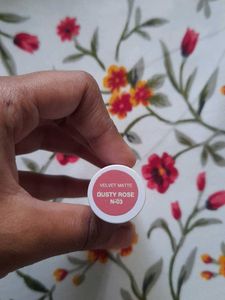 VELVET MATTE
DUSTY ROSE
N-03